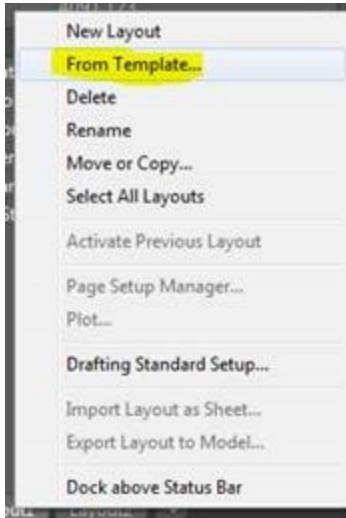 New Layout
From Template...
Delete
Rename
Move or Copy...
Select All Layouts
Activate Previous Layout
Page Setup Manager...
Plot...
Drafting Standard Setup...
Import Layout as Sheet...
Export Layout to Model...
Dock above Status Bar